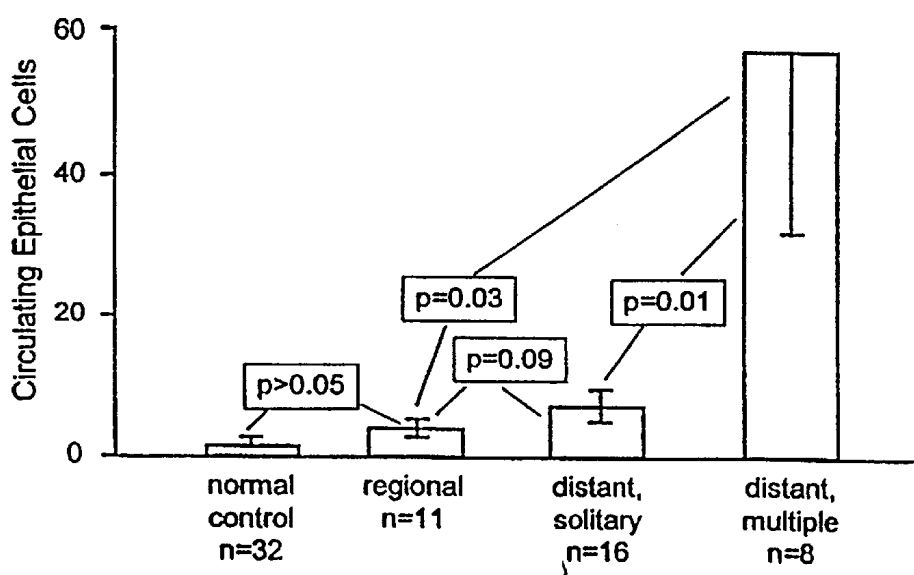 Circulating Epithelial Cells
60
40
20
0
p>0.05
p=0.03
p=0.09
p=0.01
normal
control
n=32
regional
n=11
distant,
solitary
n=16
distant,
multiple
n=8